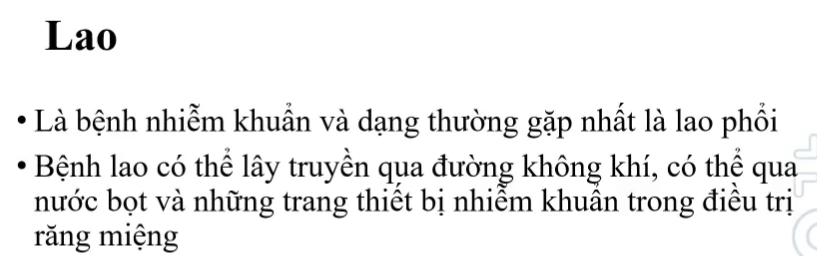 Lao
• Là bệnh nhiễm khuẩn và dạng thường gặp nhất là lao phổi
• Bệnh lao có thể lây truyền qua đường không khí, có thể qua
nước bọt và những trang thiết bị nhiễm khuẩn trong điều trị
răng miệng